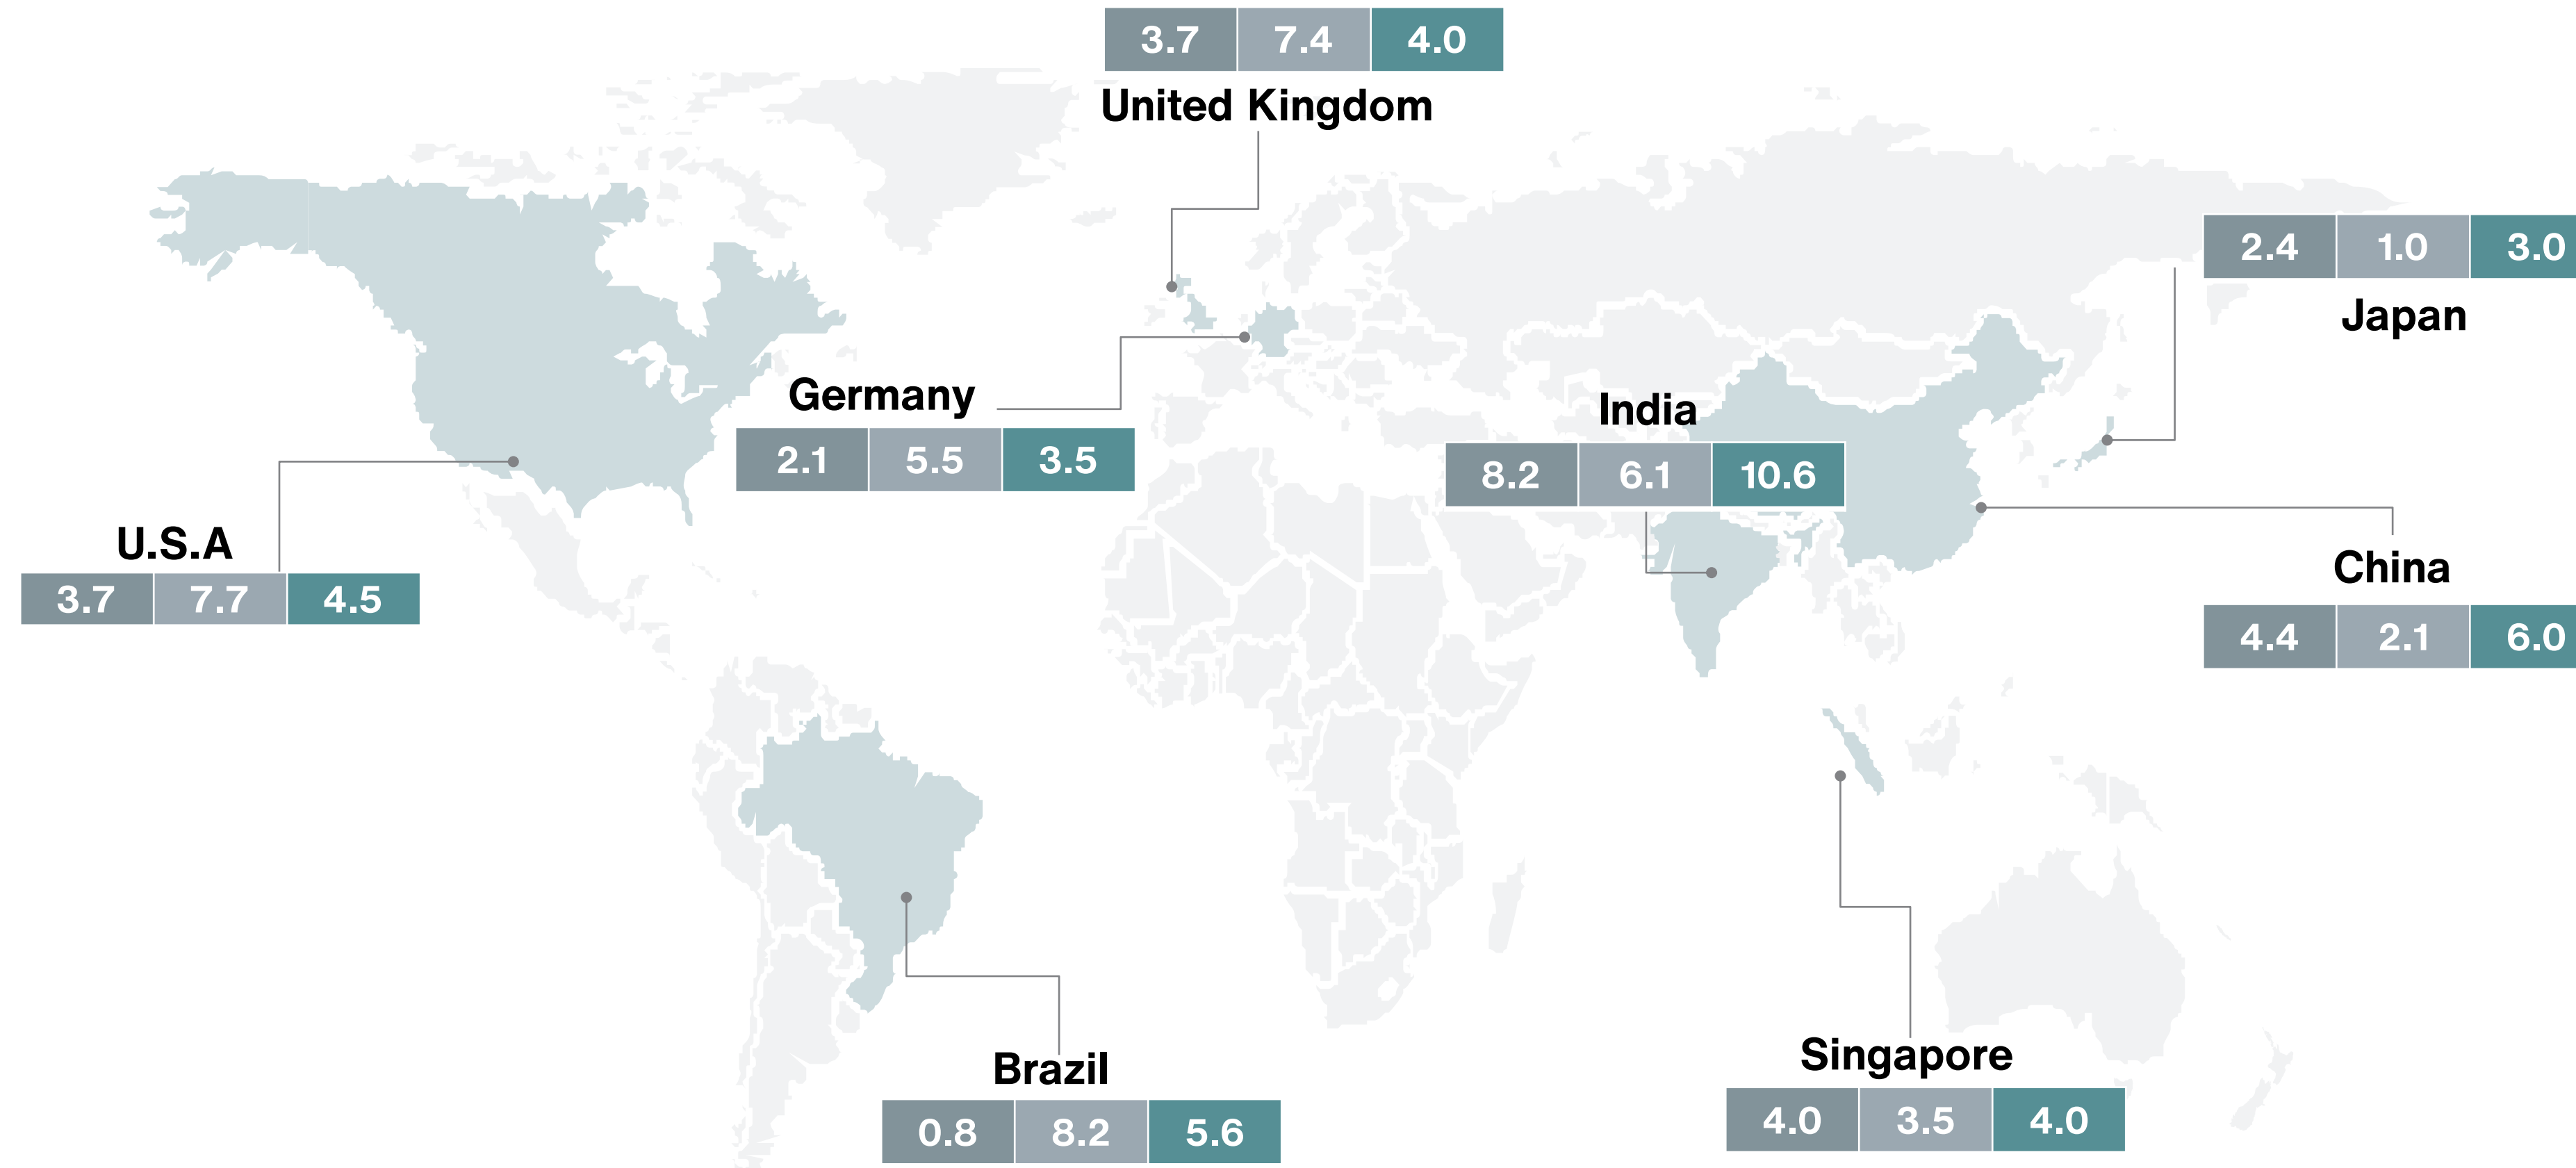 3.7 7.4 4.0
United Kingdom
2.4 1.0 3.0
Japan
Germany
2.1 5.5 3.5
India
8.2 6.1 10.6
U.S.A
3.7 7.7 4.5
China
4.4 2.1 6.0
Brazil
0.8 8.2 5.6
Singapore
4.0 3.5 4.0